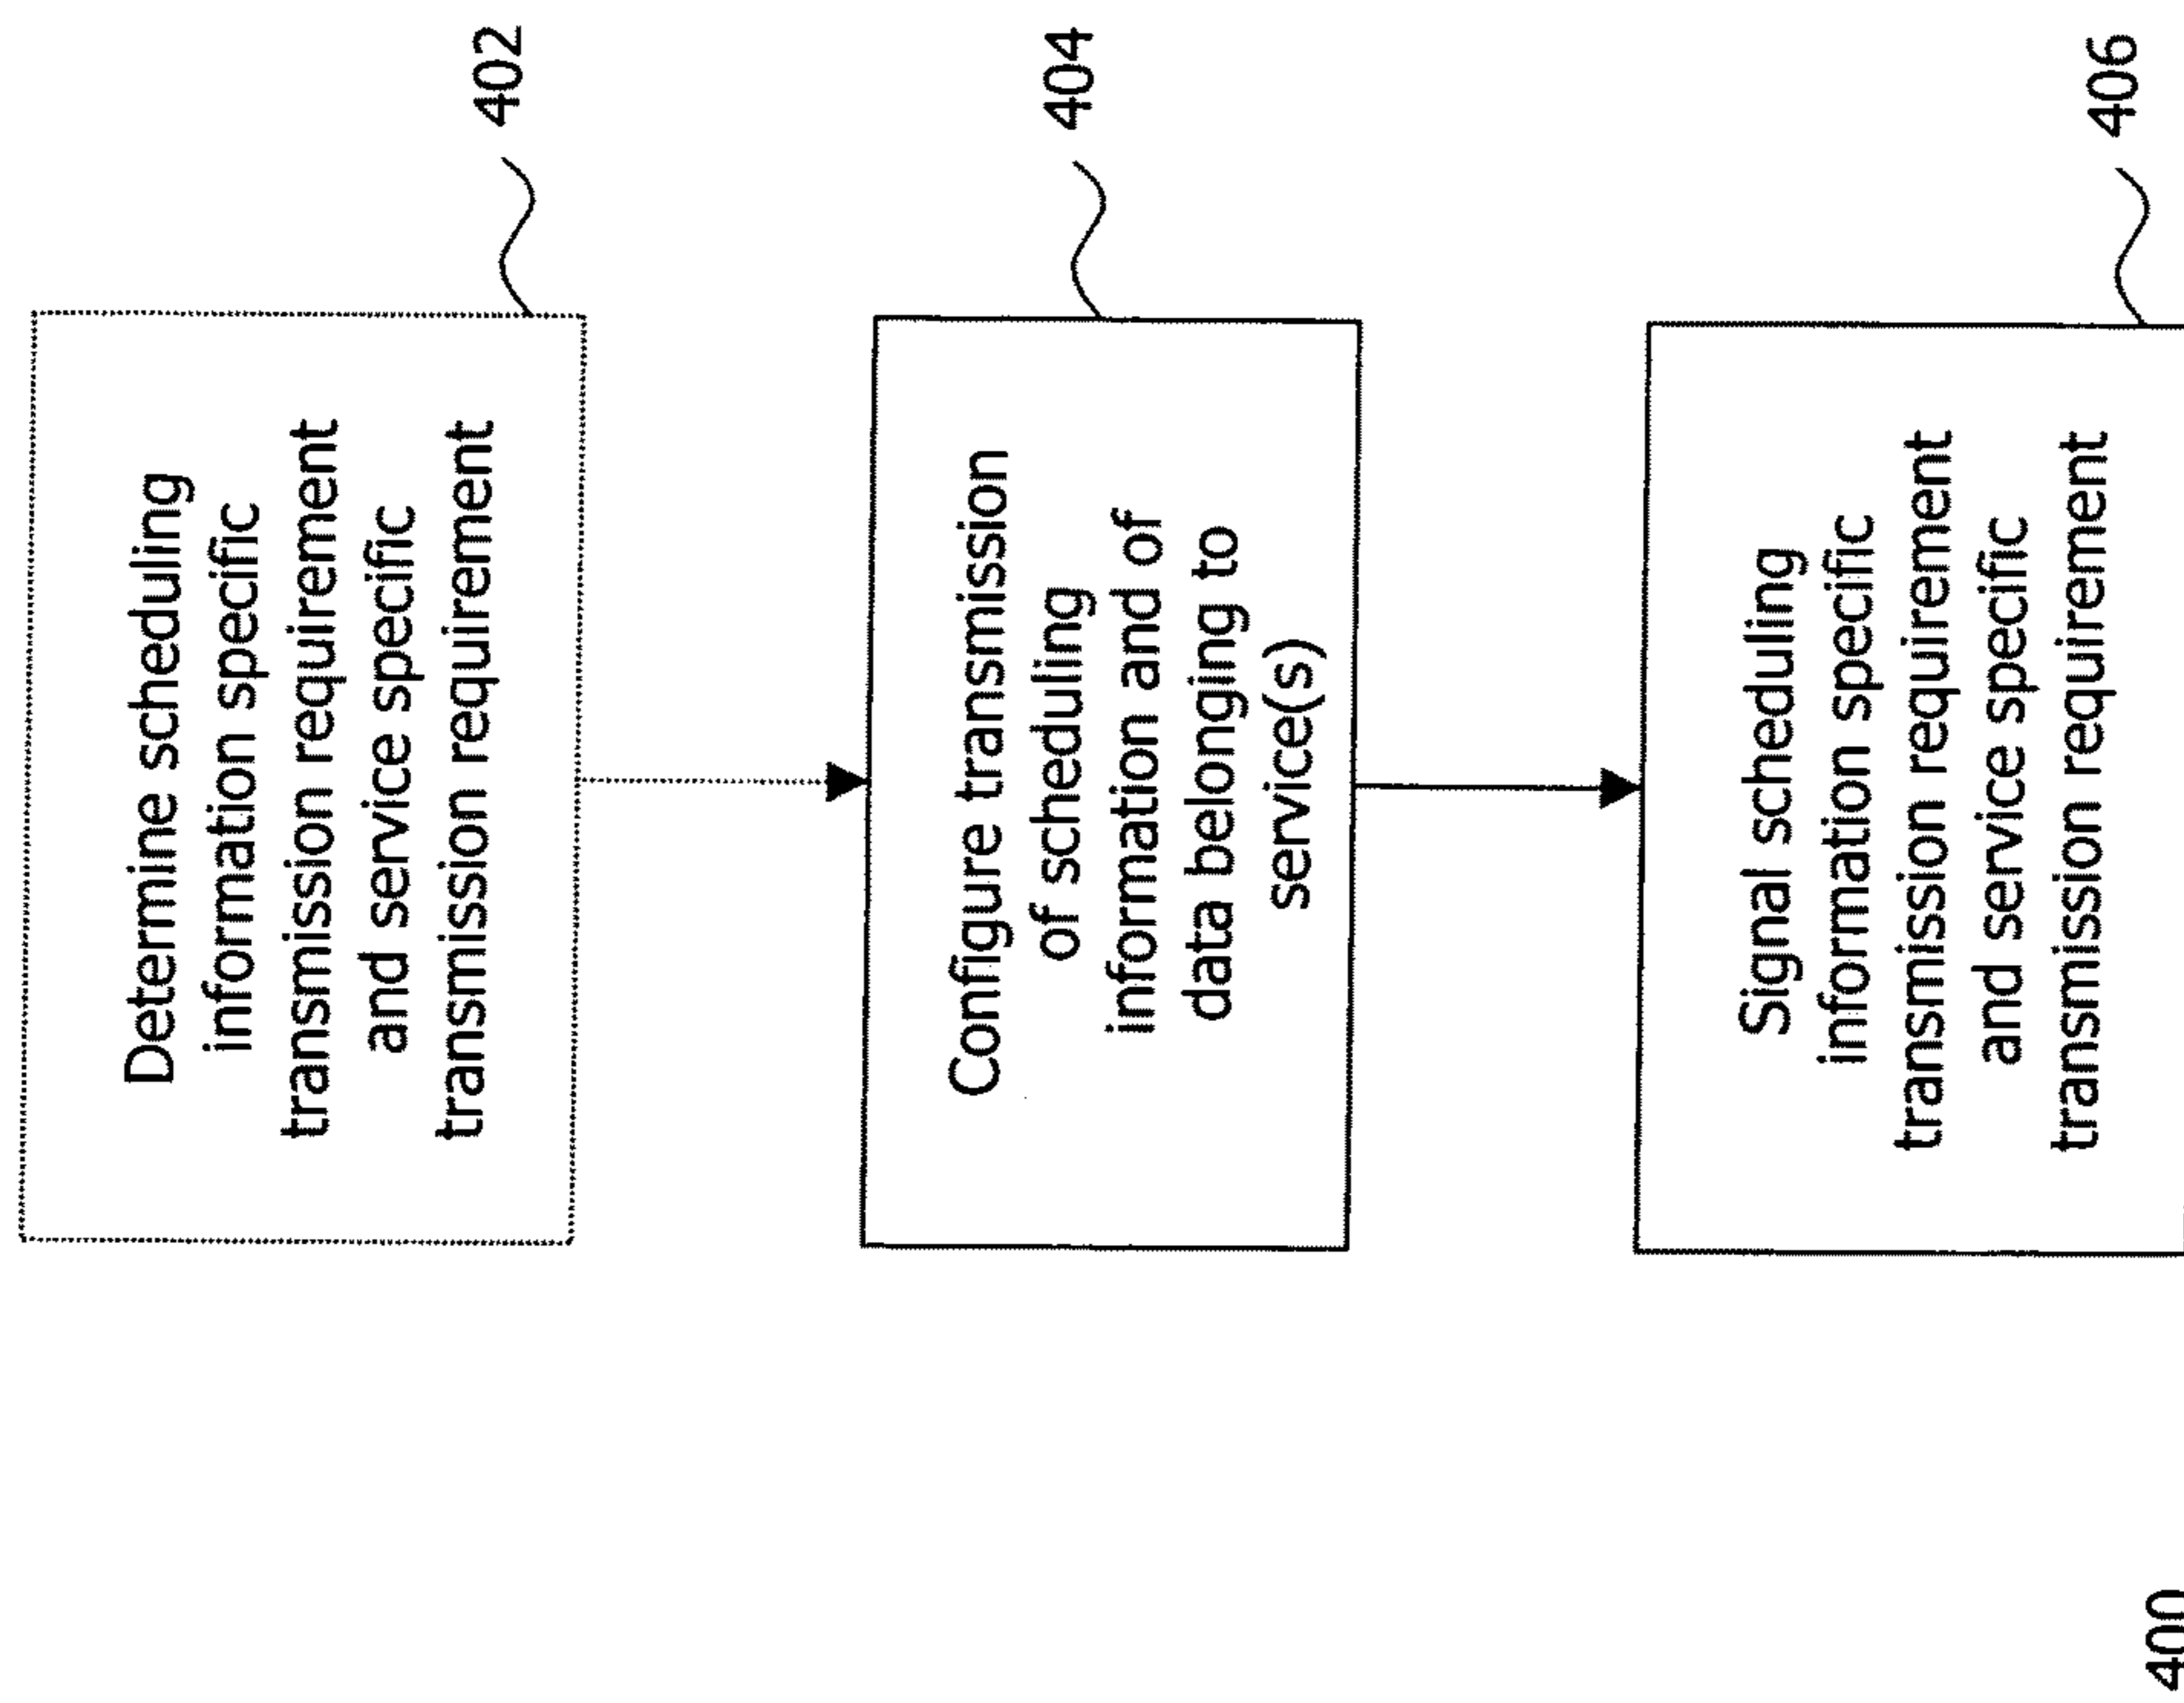 402
Determine scheduling
information specific
transmission requirement
and service specific
transmission requirement
404
Configure transmission
of scheduling
information and of
data belonging to
service(s)
406
Signal scheduling
information specific
transmission requirement
and service specific
transmission requirement
400